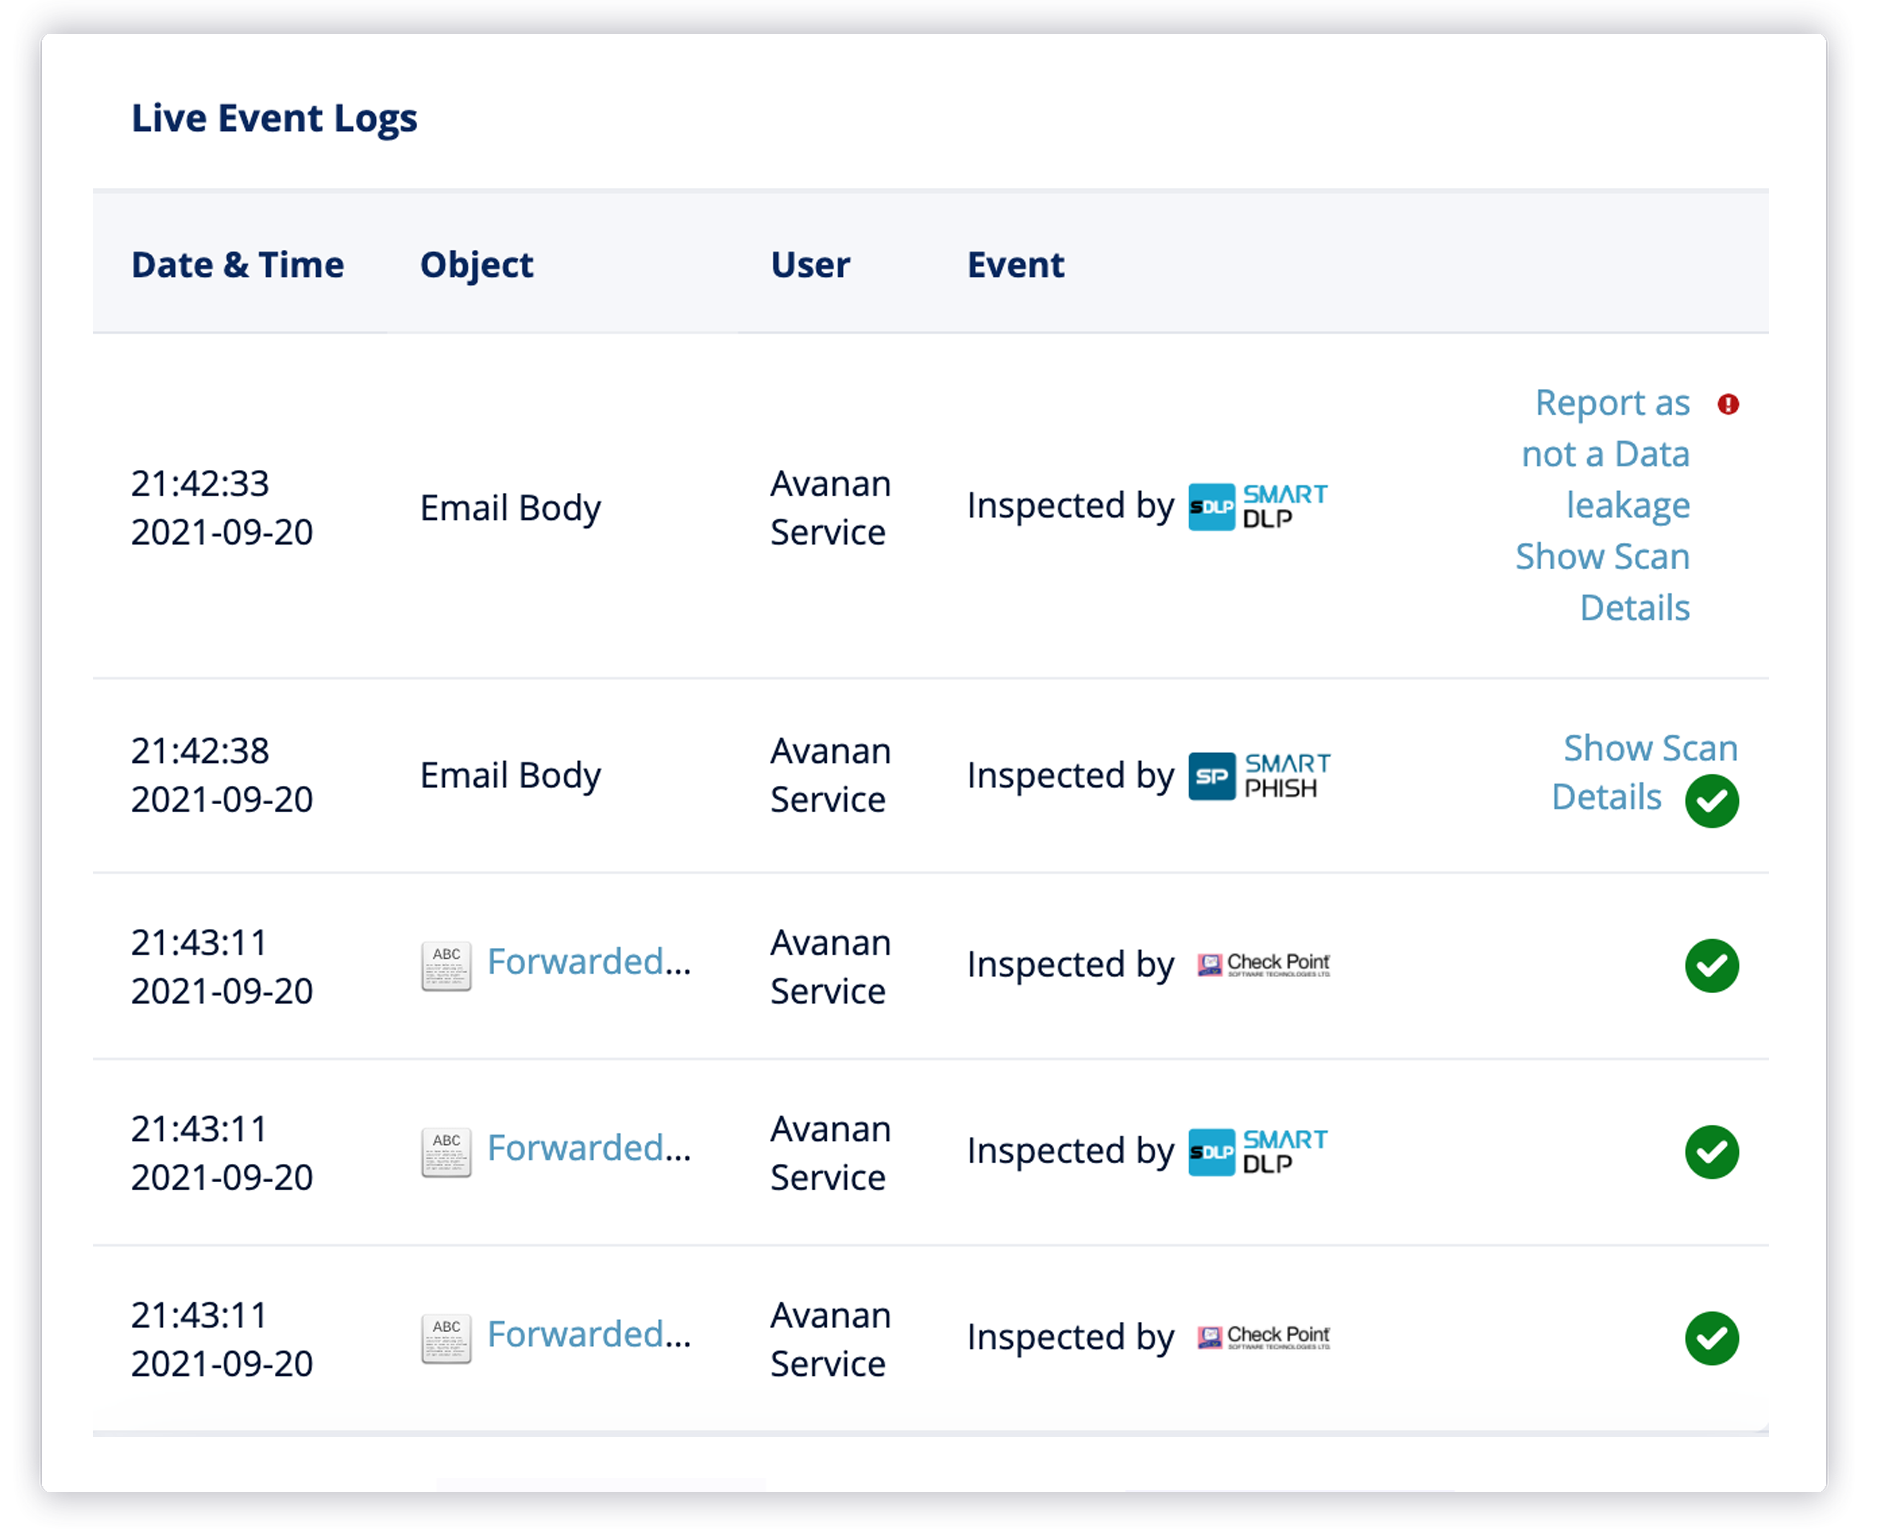 Live Event Logs
Date & Time Object User Event
21:42:33
2021-09-20
Email Body
Avanan
Service
Inspected by SDLP SMART
DLP
Report as
not a Data
leakage
Show Scan
Details
21:42:38
2021-09-20
Email Body
Avanan
Service
Inspected by SP SMART
PHISH
Show Scan
Details
21:43:11
2021-09-20
ABC Forwarded...
Avanan
Service
Inspected by Check Point
SOFTWARE TECHNOLOGIES LTD.
21:43:11
2021-09-20
ABC Forwarded...
Avanan
Service
Inspected by SDLP SMART
DLP
21:43:11
2021-09-20
ABC Forwarded...
Avanan
Service
Inspected by Check Point
SOFTWARE TECHNOLOGIES LTD.